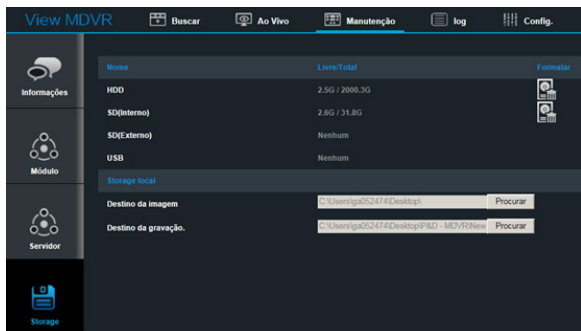 View MDVR Buscar Ao Vivo Manutenção log Config.
Informações
Módulo
Servidor
Storage
Nome Livre/Total Formatar
HDD 2.5G / 2000.3G
SD(Interno) 2.6G / 31.8G
SD(Externo) Nenhum
USB Nenhum
Storage local
Destino da imagem C:\Users\ga052474\Desktop\ Procurar
Destino da gravação. C:\Users\ga052474\Desktop\P&D - MDVR\New Procurar